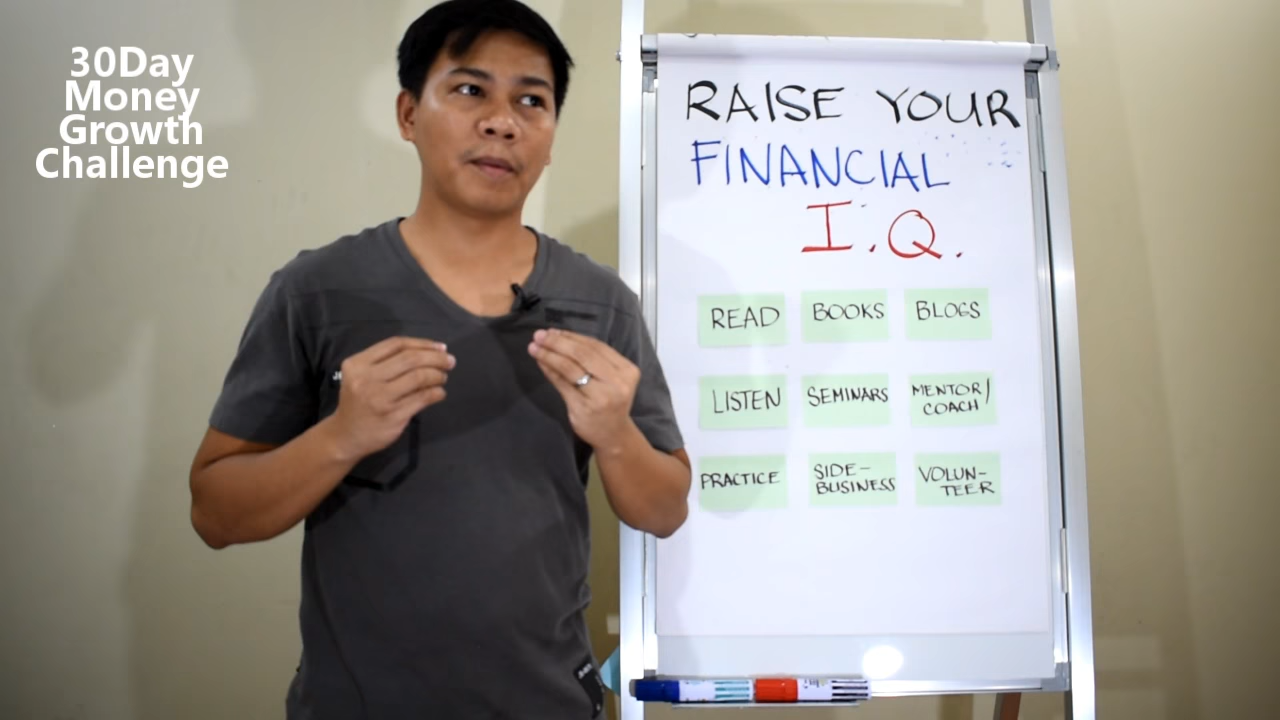 30Day
Money
Growth
Challenge
RAISE YOUR
FINANCIAL
I.Q.
READ BOOKS BLOGS
LISTEN SEMINARS MENTOR/
COACH
PRACTICE SIDE-
BUSINESS VOLUN-
TEER